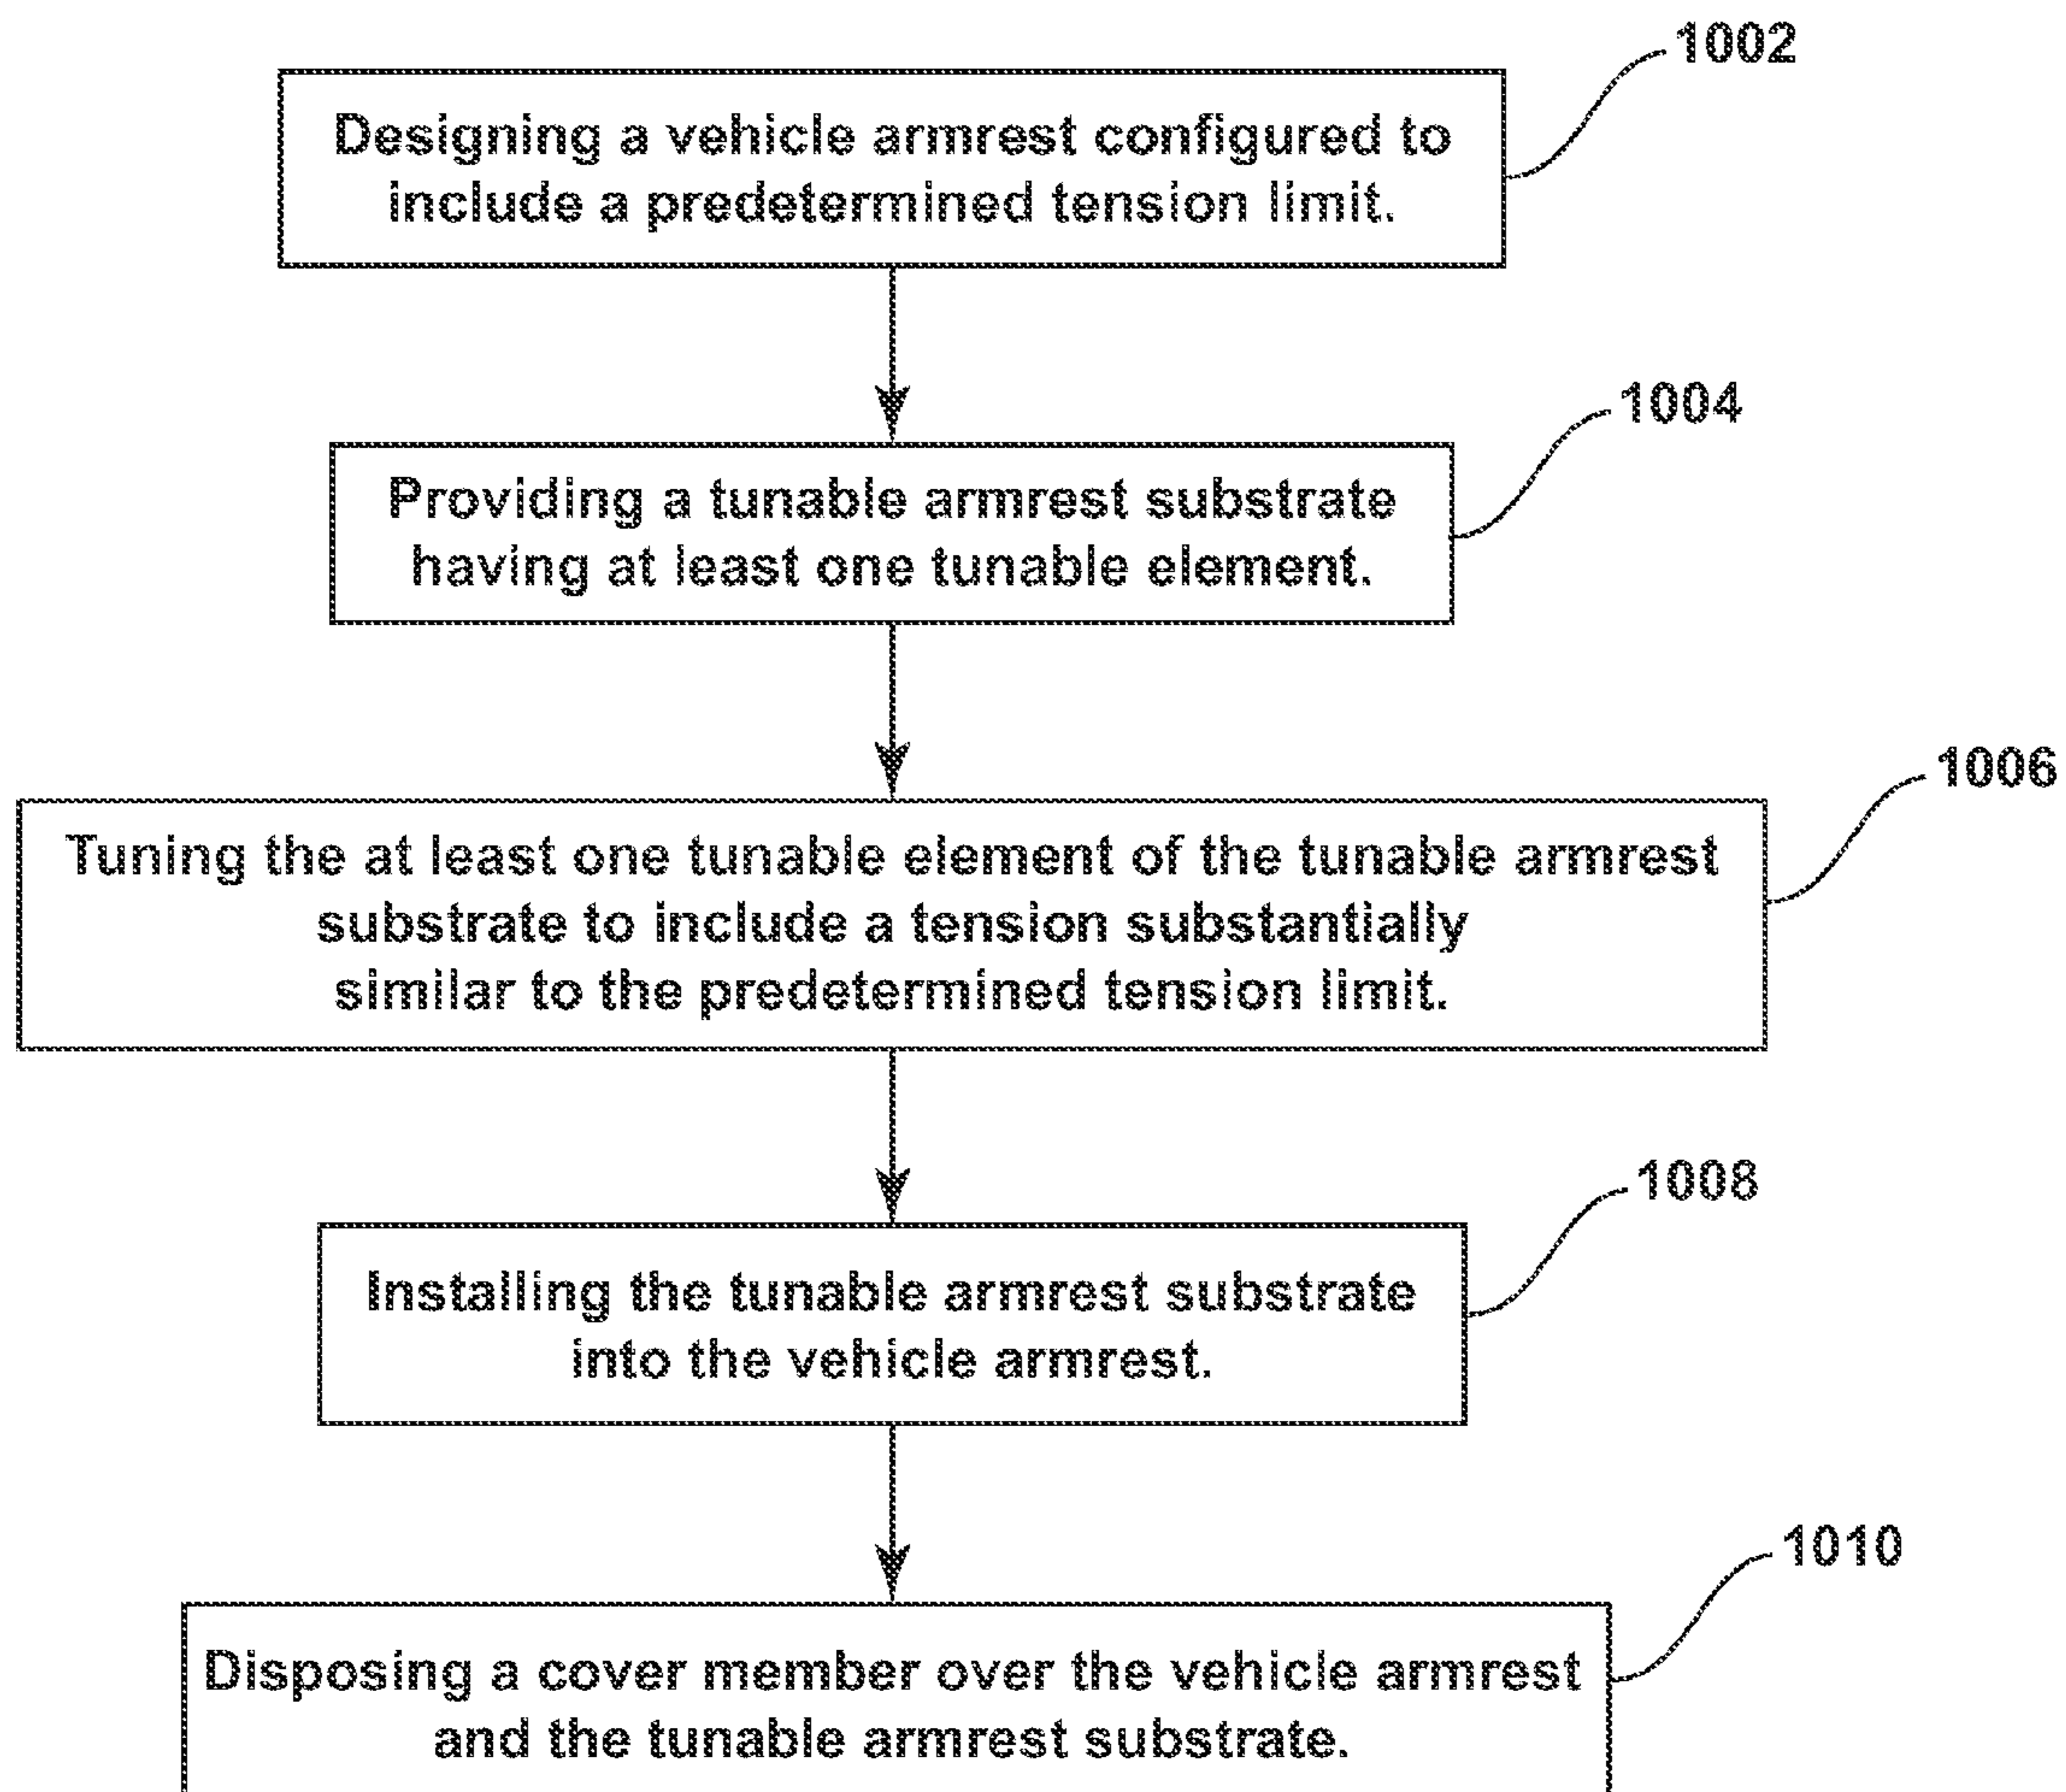 1002
Designing a vehicle armrest configured to
include a predetermined tension limit.
1004
Providing a tunable armrest substrate
having at least one tunable element.
1006
Tuning the at least one tunable element of the tunable armrest
substrate to include a tension substantially
similar to the predetermined tension limit.
1008
Installing the tunable armrest substrate
into the vehicle armrest.
1010
Disposing a cover member over the vehicle armrest
and the tunable armrest substrate.